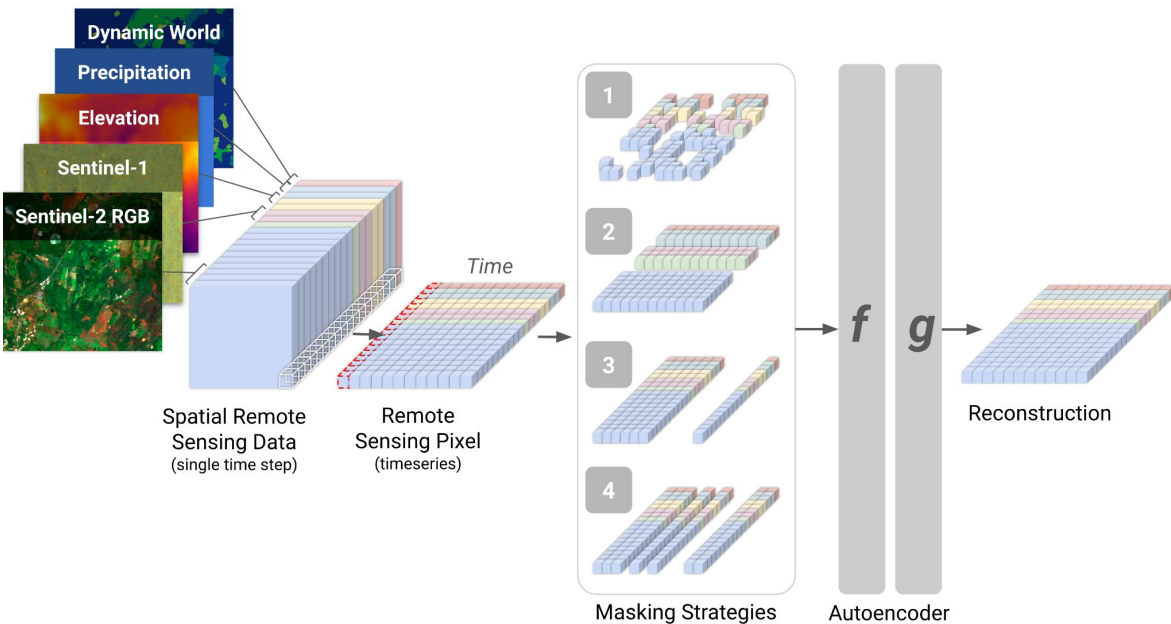 Dynamic World
Precipitation
Elevation
Sentinel-1
Sentinel-2 RGB
Spatial Remote
Sensing Data
(single time step)
Time
Remote
Sensing Pixel
(timeseries)
1
2
3
4
Masking Strategies
f
g
Autoencoder
Reconstruction